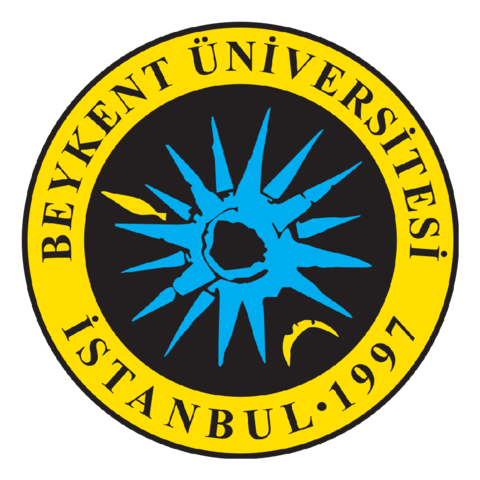 BEYKENT ÜNİVERSİTESİ
İSTANBUL · 1997